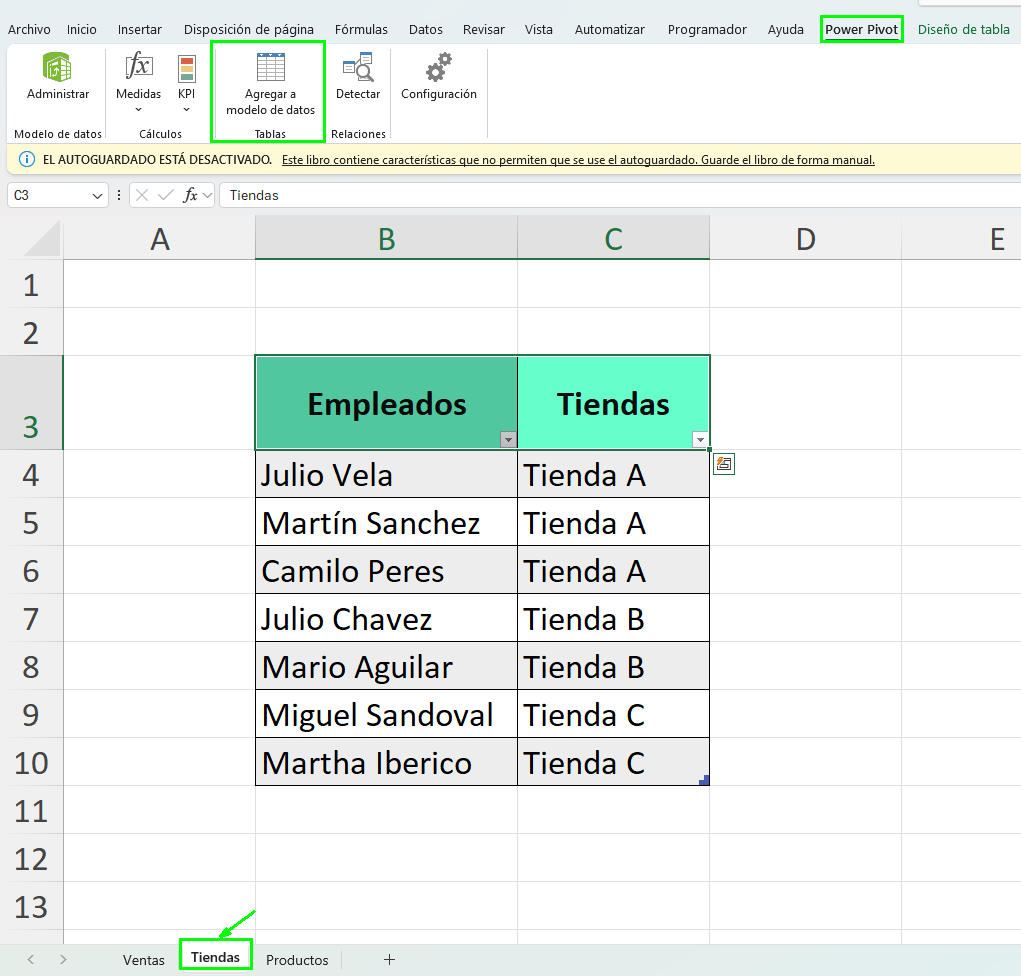 Archivo Inicio Insertar Disposición de página Fórmulas Datos Revisar Vista Automatizar Programador Ayuda Power Pivot Diseño de tabla
Administrar
Modelo de datos
fx
Medidas KPI
Cálculos
Agregar a
modelo de datos
Tablas
Detectar
Relaciones
Configuración
EL AUTOGUARDADO ESTÁ DESACTIVADO. Este libro contiene características que no permiten que se use el autoguardado. Guarde el libro de forma manual.
C3 fx Tiendas
A B C D E
1
2
3 Empleados Tiendas
4 Julio Vela Tienda A
5 Martín Sanchez Tienda A
6 Camilo Peres Tienda A
7 Julio Chavez Tienda B
8 Mario Aguilar Tienda B
9 Miguel Sandoval Tienda C
10 Martha Iberico Tienda C
11
12
13
Ventas Tiendas Productos